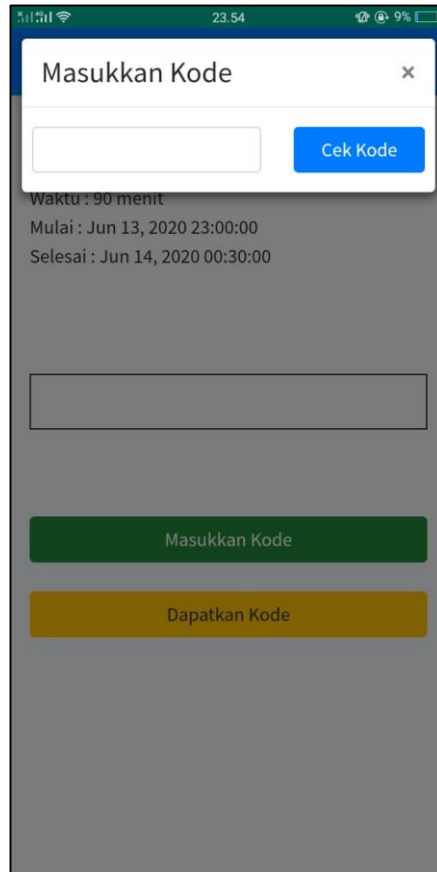 23.54
9%
Masukkan Kode
×
Cek Kode
Waktu : 90 menit
Mulai : Jun 13, 2020 23:00:00
Selesai : Jun 14, 2020 00:30:00
Masukkan Kode
Dapatkan Kode